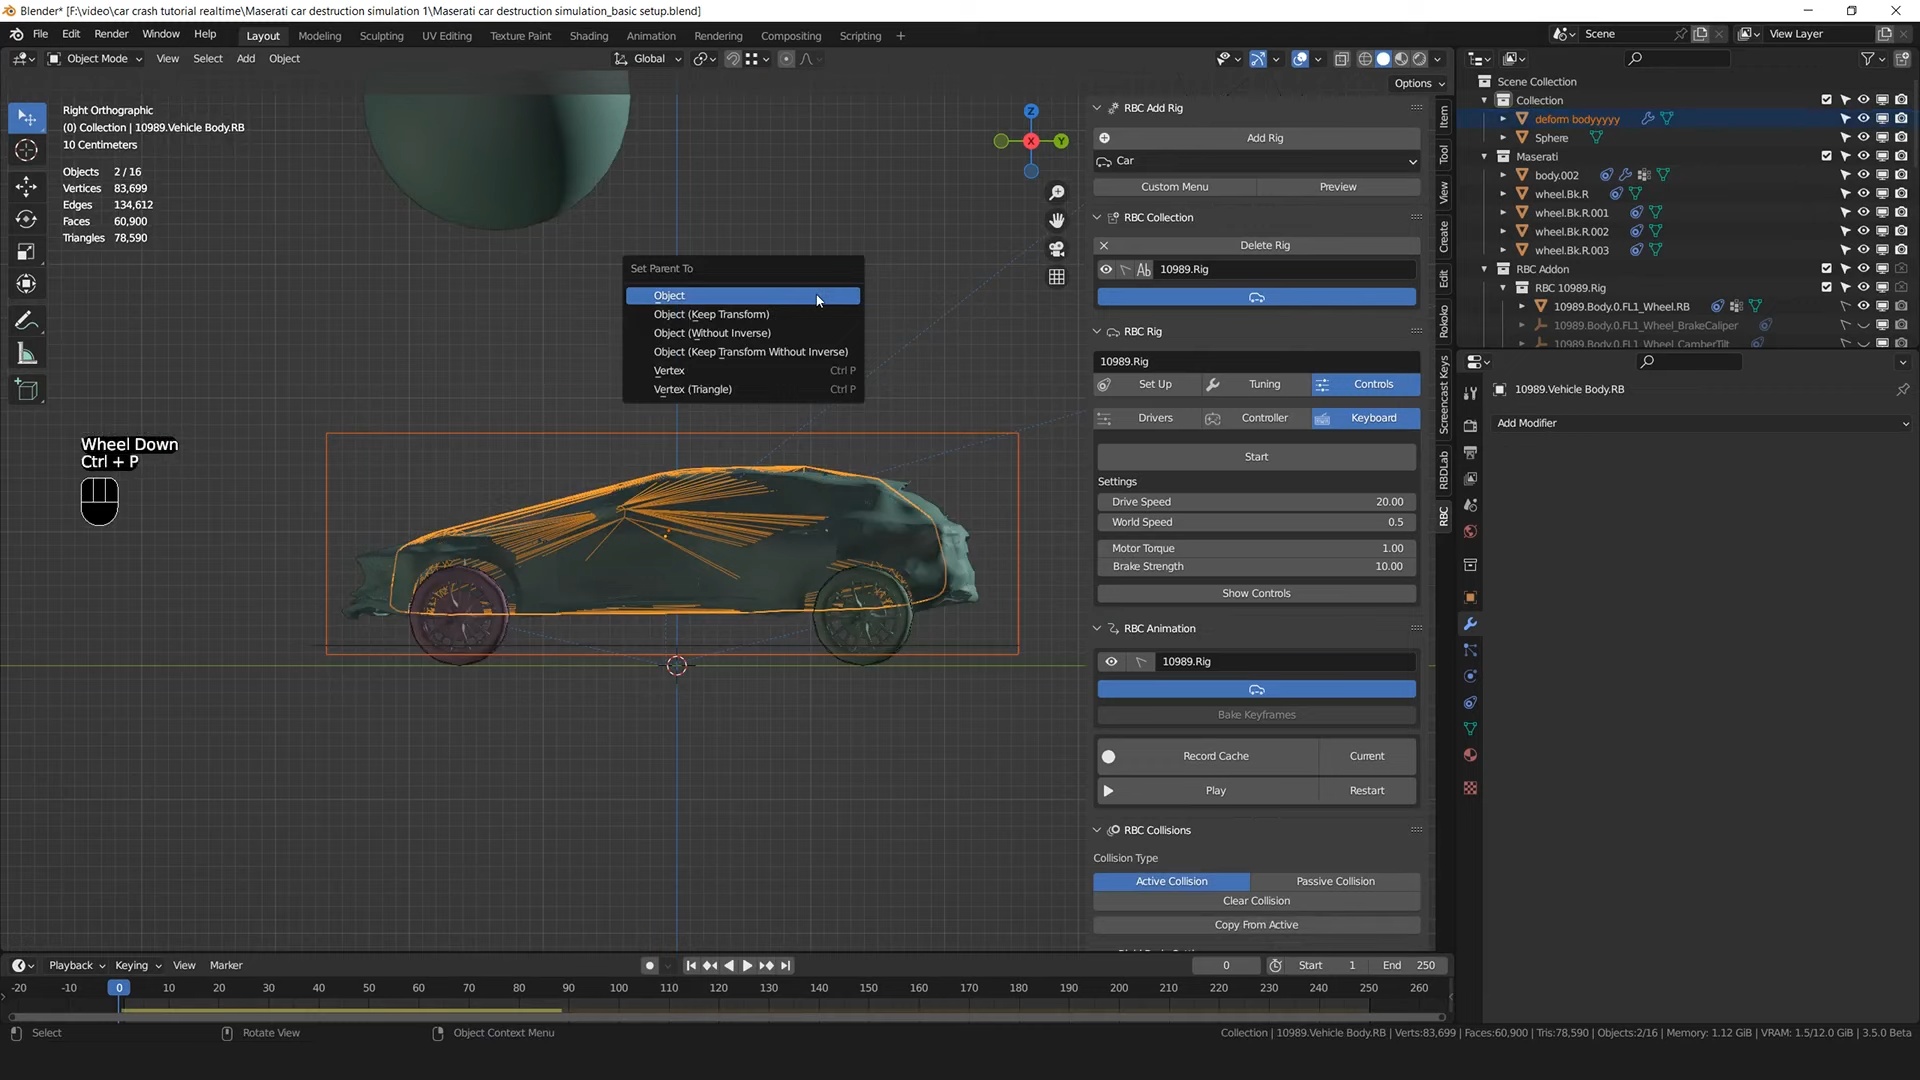 Blender* [F:\video\car crash tutorial realtime\Maserati car destruction simulation 1\Maserati car destruction simulation_basic setup.blend]
File Edit Render Window Help Layout Modeling Sculpting UV Editing Texture Paint Shading Animation Rendering Compositing Scripting + Scene View Layer
Object Mode View Select Add Object Global
Options
Right Orthographic
(0) Collection | 10989.Vehicle Body.RB
10 Centimeters
Objects 2 / 16
Vertices 83,699
Edges 134,612
Faces 60,900
Triangles 78,590
Z
X
Y
Set Parent To
Object
Object (Keep Transform)
Object (Without Inverse)
Object (Keep Transform Without Inverse)
Vertex Ctrl P
Vertex (Triangle) Ctrl P
Wheel Down
Ctrl + P
RBC Add Rig
Add Rig
Car
Custom Menu Preview
RBC Collection
Delete Rig
10989.Rig
RBC Rig
10989.Rig
Set Up Tuning Controls
Drivers Controller Keyboard
Start
Settings
Drive Speed 20.00
World Speed 0.5
Motor Torque 1.00
Brake Strength 10.00
Show Controls
RBC Animation
10989.Rig
Bake Keyframes
Record Cache Current
Play Restart
RBC Collisions
Collision Type
Active Collision Passive Collision
Clear Collision
Copy From Active
Item
Tool
View
Create
Edit
Rokoko
Screencast Keys
RBDLab
RBC
Scene Collection
Collection
deform bodyyyyy
Sphere
Maserati
body.002
wheel.Bk.R
wheel.Bk.R.001
wheel.Bk.R.002
wheel.Bk.R.003
RBC Addon
RBC 10989.Rig
10989.Body.0.FL1_Wheel.RB
10989.Body.0.FL1_Wheel_BrakeCaliper
10989.Body.0.FL1_Wheel_CamberTilt
10989.Vehicle Body.RB
Add Modifier
Playback Keying View Marker 0 Start 1 End 250
-20 -10 0 10 20 30 40 50 60 70 80 90 100 110 120 130 140 150 160 170 180 190 200 210 220 230 240 250 260
Select Rotate View Object Context Menu Collection | 10989.Vehicle Body.RB | Verts:83,699 | Faces:60,900 | Tris:78,590 | Objects:2/16 | Memory: 1.12 GiB | VRAM: 1.5/12.0 GiB | 3.5.0 Beta